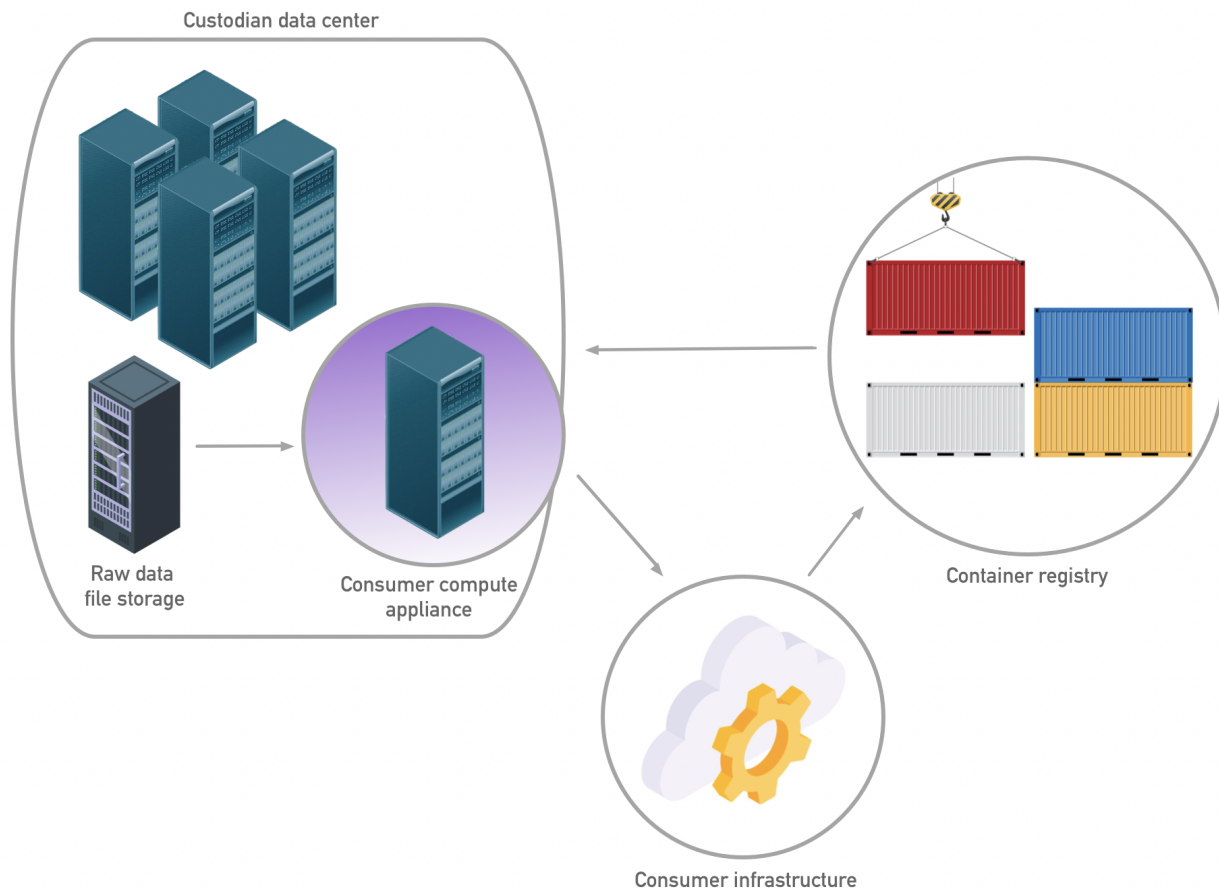 Custodian data center
Raw data
file storage
Consumer compute
appliance
Container registry
Consumer infrastructure